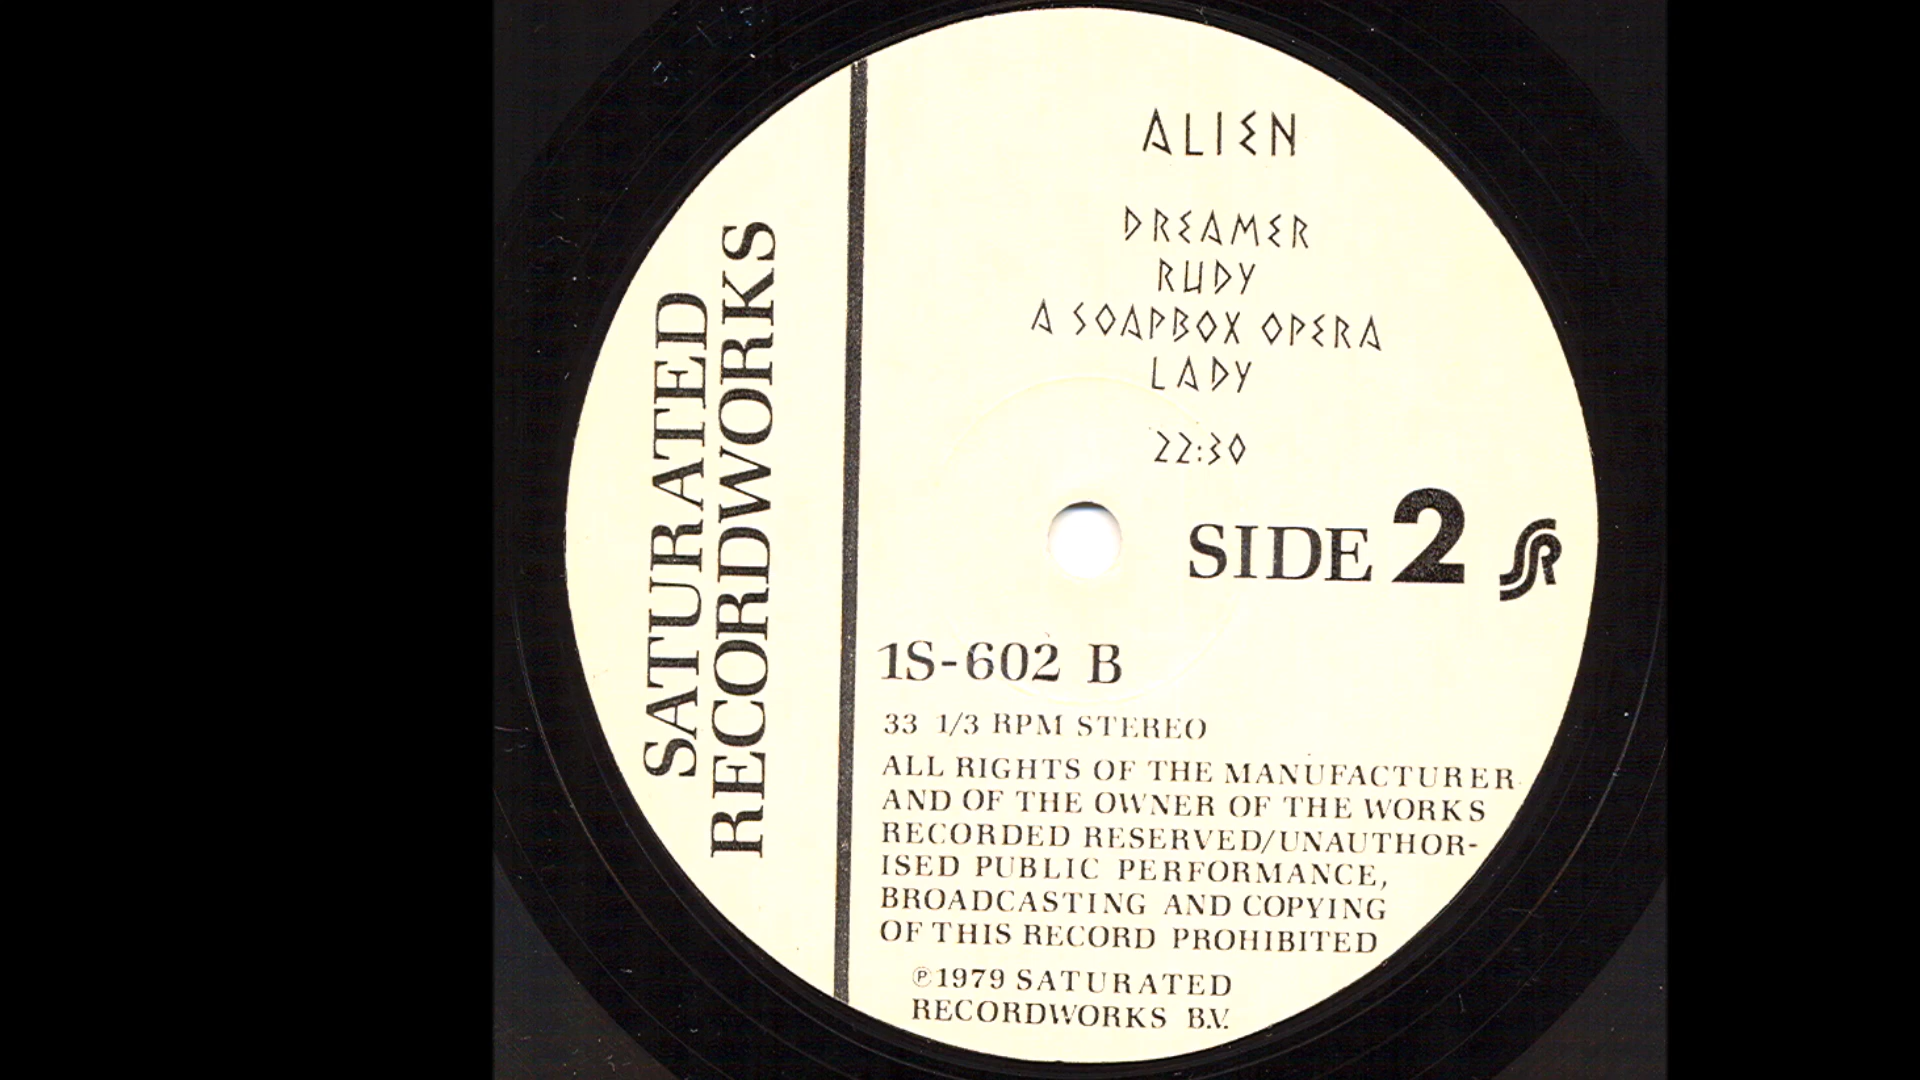 SATURATED
RECORDWORKS
ALIEN
DREAMER
RUDY
A SOAPBOX OPERA
LADY
22:30
SIDE 2 SR
1S-602 B
33 1/3 RPM STEREO
ALL RIGHTS OF THE MANUFACTURER
AND OF THE OWNER OF THE WORKS
RECORDED RESERVED/UNAUTHOR-
ISED PUBLIC PERFORMANCE,
BROADCASTING AND COPYING
OF THIS RECORD PROHIBITED
℗1979 SATURATED
RECORDWORKS B.V.